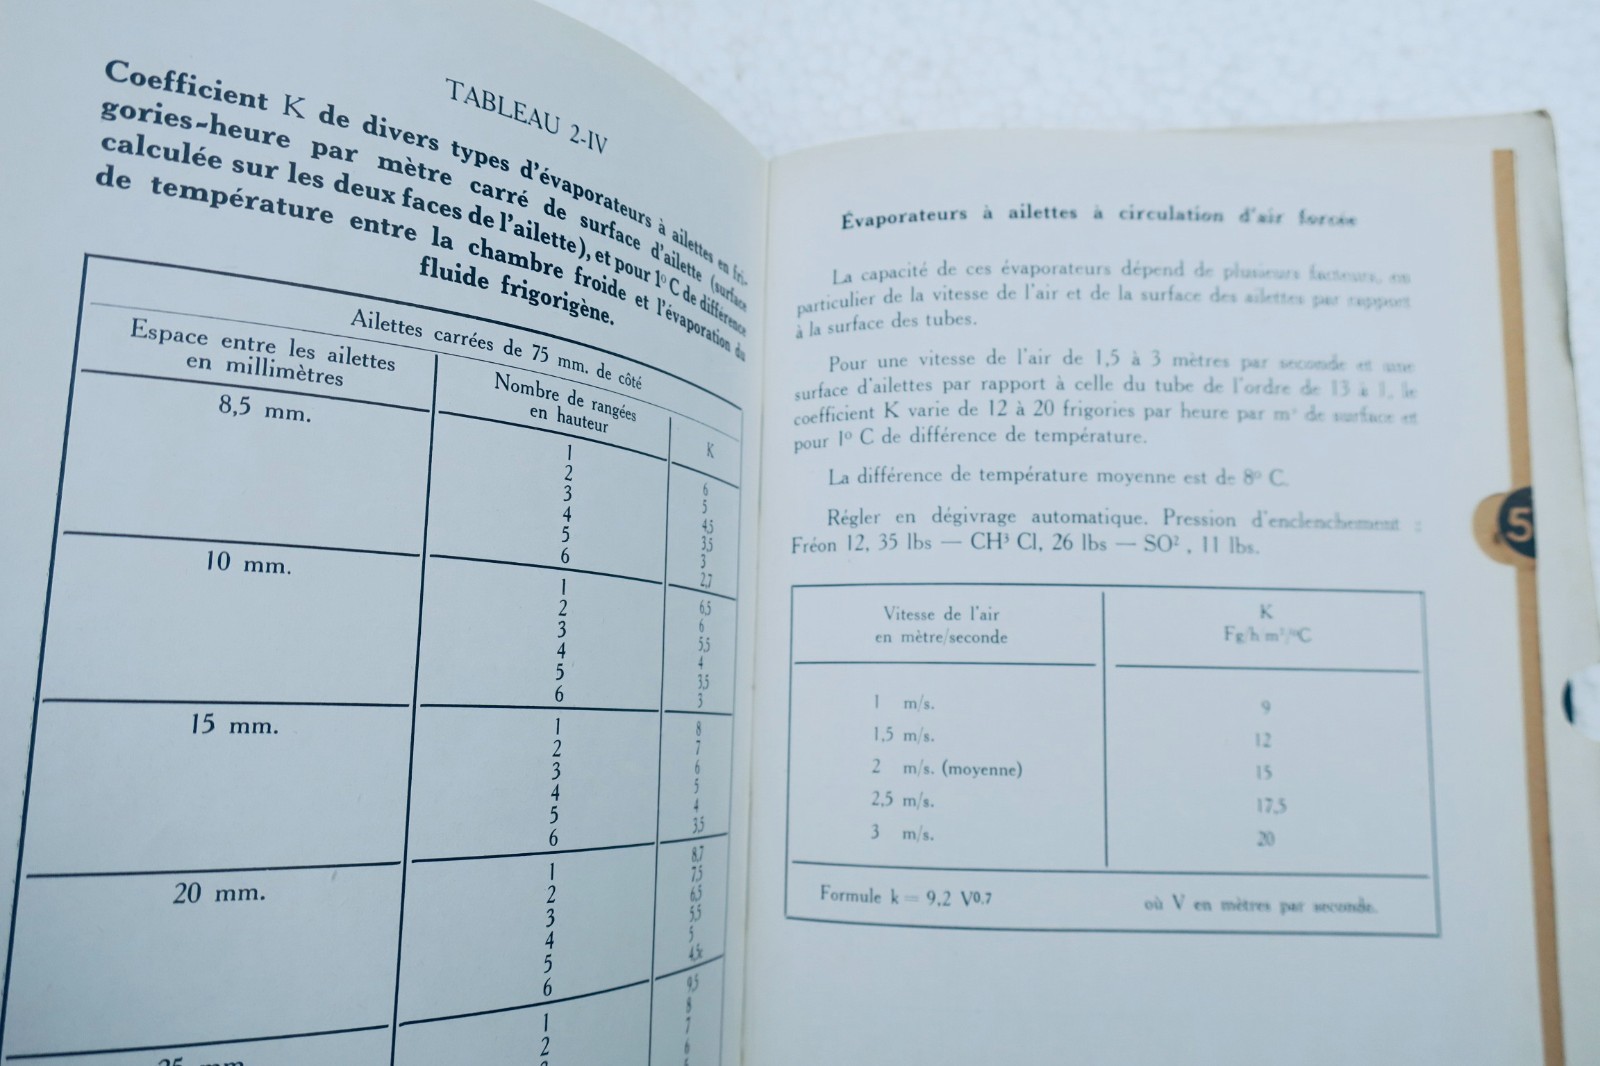 TABLEAU 2-IV
Coefficient K de divers types d'évaporateurs à ailettes en fri-
gories-heure par mètre carré de surface d'ailette (surface
calculée sur les deux faces de l'ailette), et pour 1º C de différence
de température entre la chambre froide et l'évaporation du
fluide frigorigène.
Ailettes carrées de 75 mm. de côté
Espace entre les ailettes
en millimètres
Nombre de rangées
en hauteur
K
8,5 mm.
1 6
2 5
3 4,5
4 3,5
5 3
6 2,7
10 mm.
1 6,5
2 6
3 5,5
4 4
5 3,5
6 3
15 mm.
1 8
2 7
3 6
4 5
5 4
6 3,5
20 mm.
1 8,7
2 7,5
3 6,5
4 5,5
5 5
6 4,5
25 mm.
1 9,5
2 8
7
6
Évaporateurs à ailettes à circulation d'air forcée
La capacité de ces évaporateurs dépend de plusieurs facteurs, en
particulier de la vitesse de l'air et de la surface des ailettes par rapport
à la surface des tubes.
Pour une vitesse de l'air de 1,5 à 3 mètres par seconde et une
surface d'ailettes par rapport à celle du tube de l'ordre de 13 à 1, le
coefficient K varie de 12 à 20 frigories par heure par m² de surface et
pour 1º C de différence de température.
La différence de température moyenne est de 8º C.
Régler en dégivrage automatique. Pression d'enclenchement :
Fréon 12, 35 lbs — CH³ Cl, 26 lbs — SO², 11 lbs.
Vitesse de l'air
en mètre/seconde
K
Fg/h m²/ºC
1 m/s. 9
1,5 m/s. 12
2 m/s. (moyenne) 15
2,5 m/s. 17,5
3 m/s. 20
Formule k = 9,2 V0.7 où V en mètres par seconde.
5